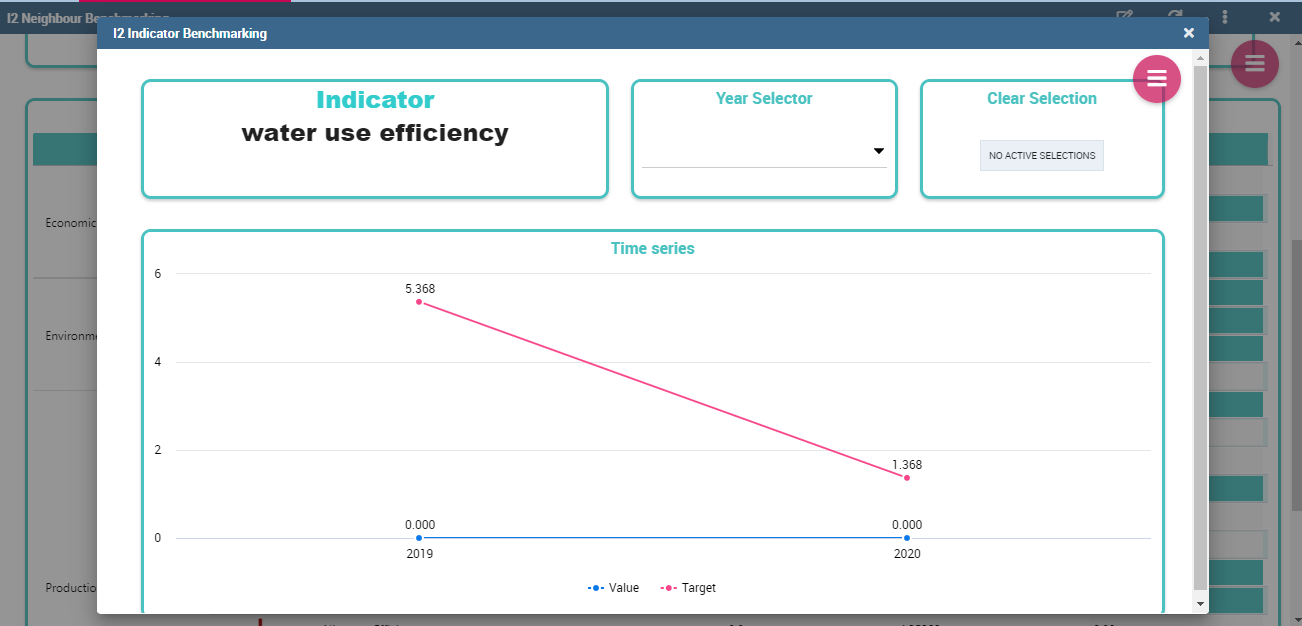 I2 Neighbour Benchmarking
I2 Indicator Benchmarking
Indicator
water use efficiency
Year Selector
Clear Selection
NO ACTIVE SELECTIONS
Economic
Environme
Productio
Time series
6
5.368
4
2
1.368
0.000
0.000
0
2019
2020
Value
Target